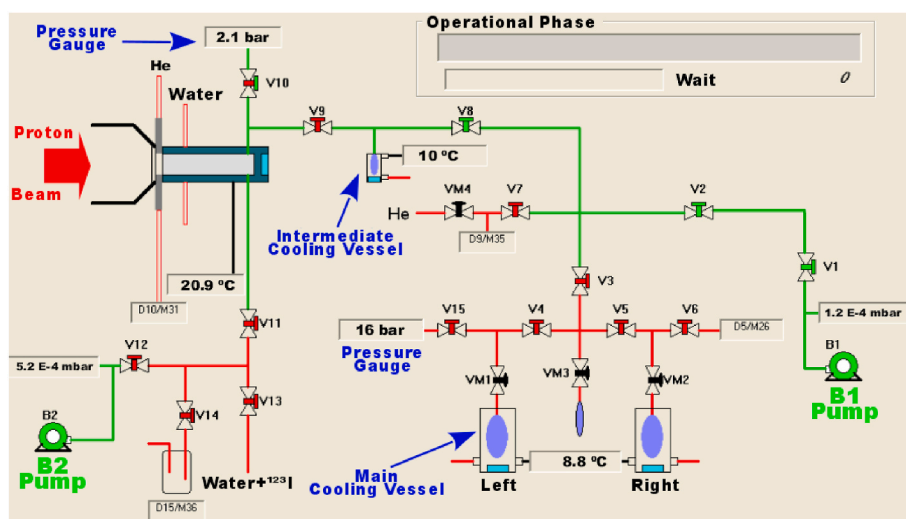 Operational Phase
Pressure
Gauge
2.1 bar
Wait
0
He
V10
Water
V9
V8
Proton
Beam
10 ºC
VM4
V7
V2
He
Intermediate
Cooling Vessel
D9/M35
V1
20.9 ºC
V3
D10/M31
V11
V15
V4
V5
V6
1.2 E-4 mbar
16 bar
D5/M26
V12
Pressure
Gauge
B1
5.2 E-4 mbar
VM1
VM3
VM2
B1
Pump
V13
B2
V14
B2
Pump
8.8 ºC
Water+¹²³I
Main
Cooling Vessel
Left
Right
D15/M36